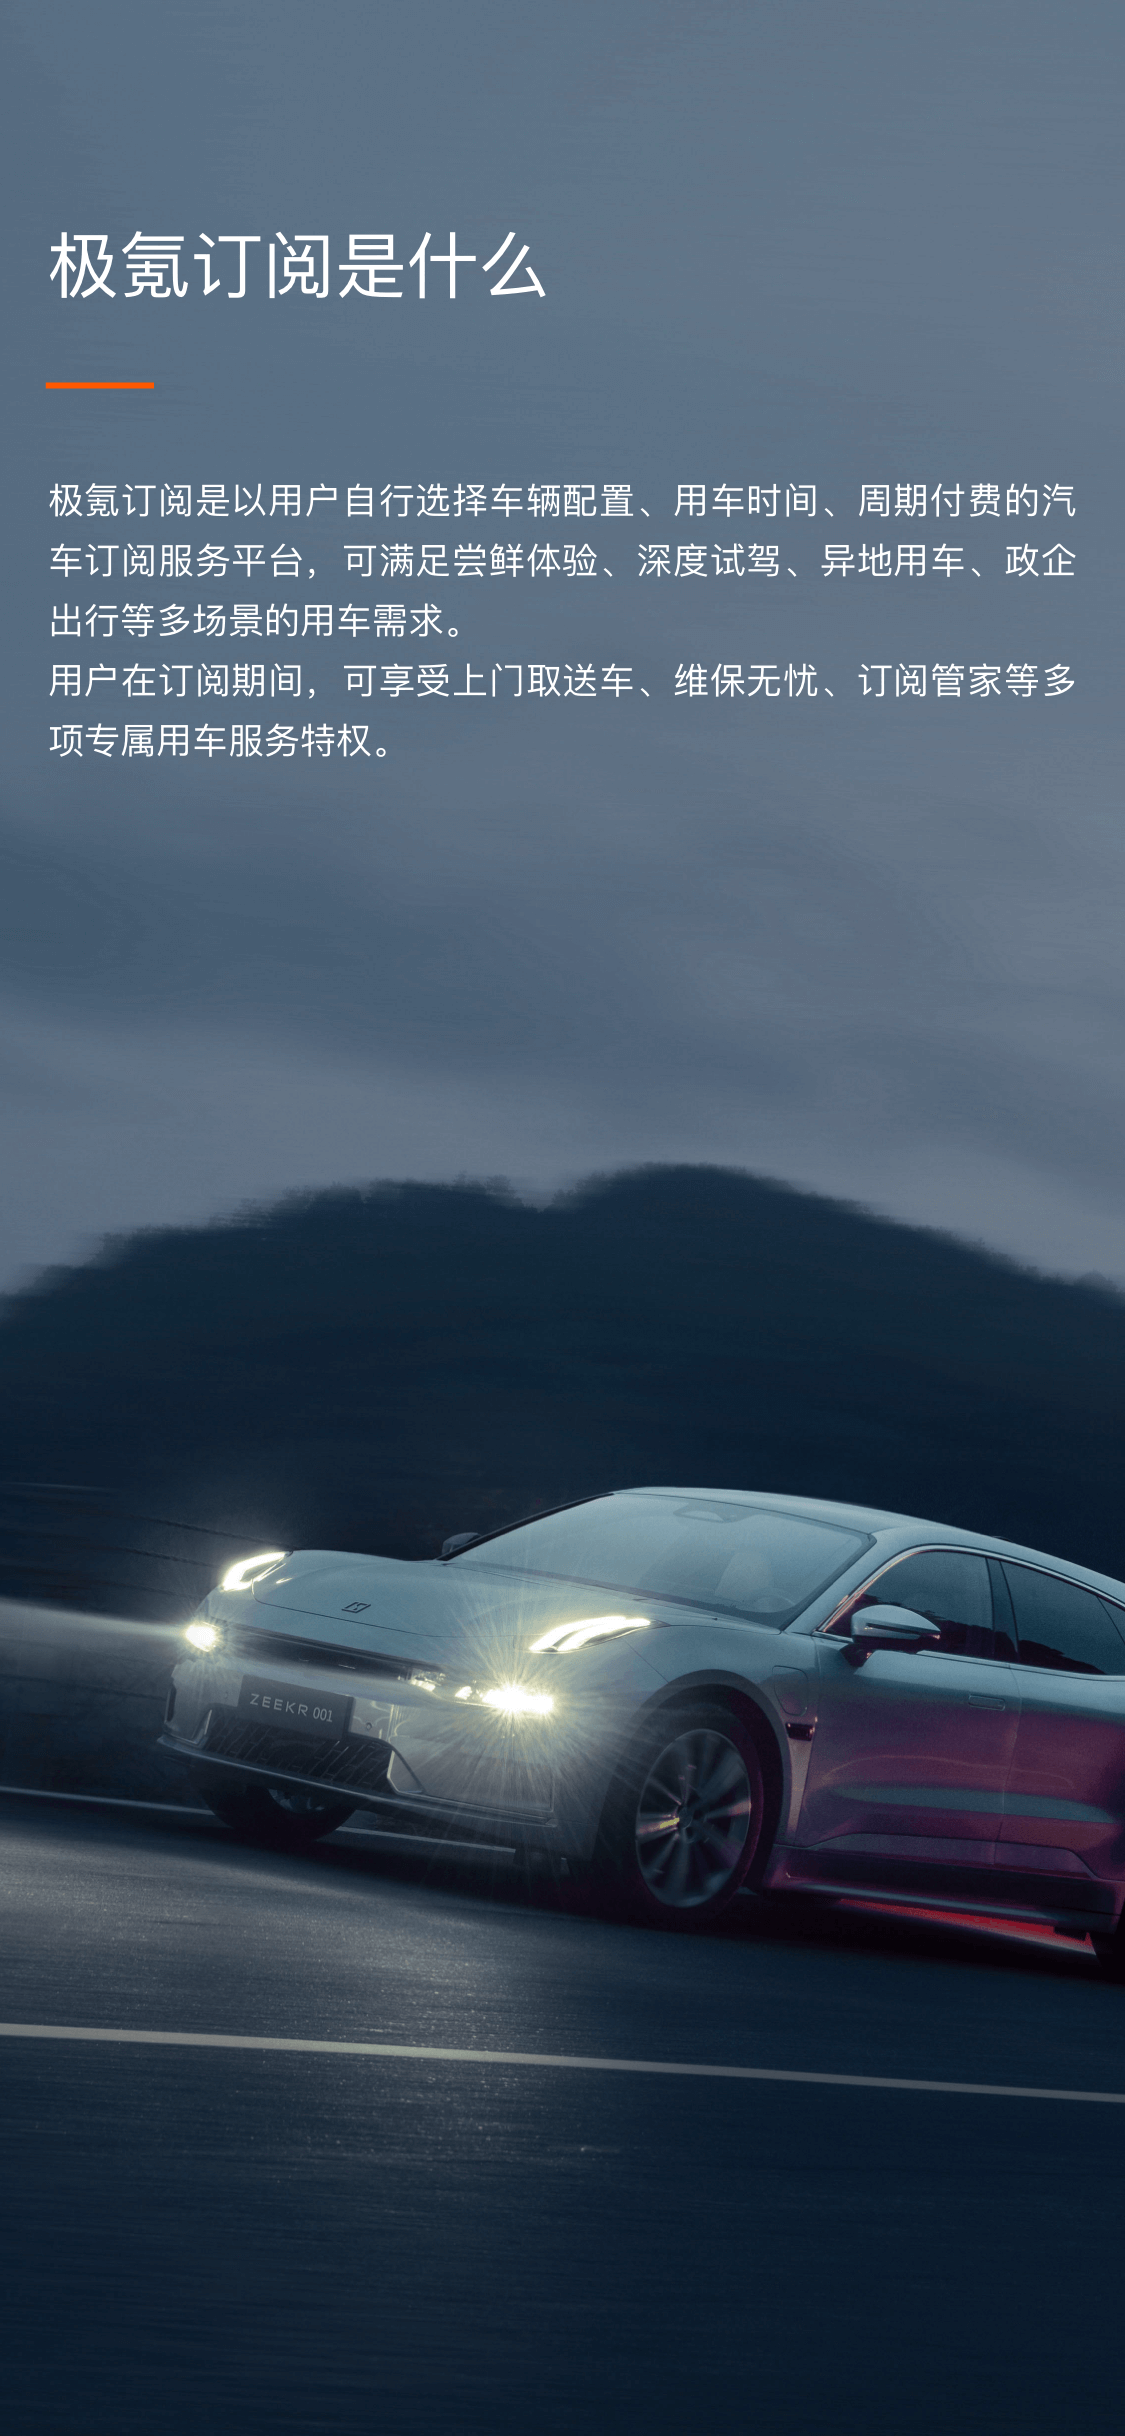 极氪订阅是什么
极氪订阅是以用户自行选择车辆配置、用车时间、周期付费的汽
车订阅服务平台，可满足尝鲜体验、深度试驾、异地用车、政企
出行等多场景的用车需求。
用户在订阅期间，可享受上门取送车、维保无忧、订阅管家等多
项专属用车服务特权。
ZEEKR 001